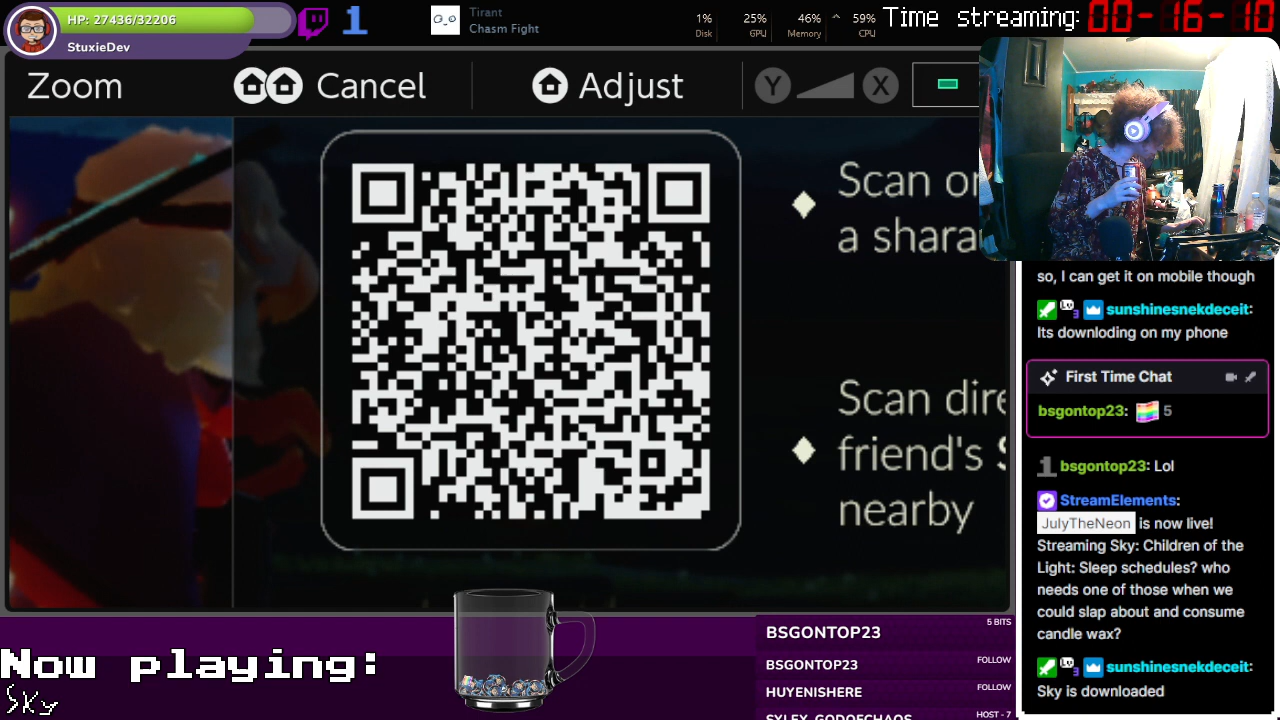 HP: 27436/32206
StuxieDev
1
Tirant
Chasm Fight
1%
Disk
25%
GPU
46%
Memory
59%
CPU
Time streaming:
00-16-10
Zoom
Cancel
Adjust
Y
X
Scan or
a shara
Scan dire
friend's S
nearby
so, I can get it on mobile though
sunshinesnekdeceit:
Its downloding on my phone
First Time Chat
bsgontop23: 5
bsgontop23: Lol
StreamElements:
JulyTheNeon is now live!
Streaming Sky: Children of the
Light: Sleep schedules? who
needs one of those when we
could slap about and consume
candle wax?
sunshinesnekdeceit:
Sky is downloaded
Now playing:
Sky
BSGONTOP23
5 BITS
BSGONTOP23
FOLLOW
HUYENISHERE
FOLLOW
SYLEX_GODOFCHAOS
HOST - 7